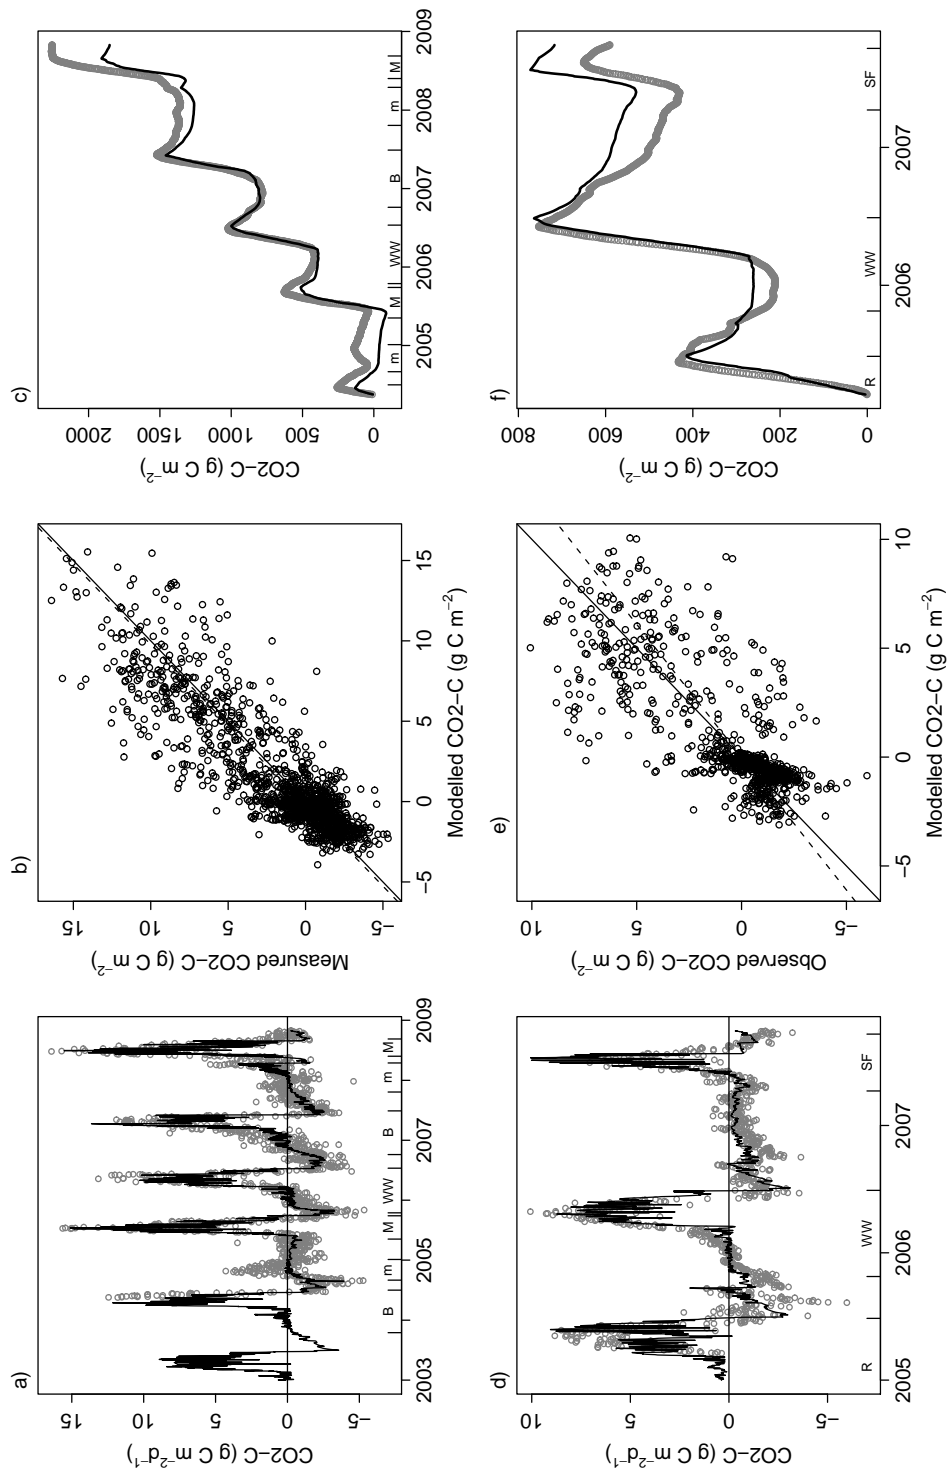 a)
CO2−C (g C m−2d−1)
15
10
5
0
−5
2003
2005
2007
2009
B
m
M
WW
B
m
M
b)
Measured CO2−C (g C m−2)
15
10
5
0
−5
−5
0
5
10
15
Modelled CO2−C (g C m−2)
c)
CO2−C (g C m−2)
2000
1500
1000
500
0
2005
2006
2007
2008
2009
m
M
WW
B
m
M
d)
CO2−C (g C m−2d−1)
10
5
0
−5
2005
2006
2007
R
WW
SF
e)
Observed CO2−C (g C m−2)
10
5
0
−5
−5
0
5
10
Modelled CO2−C (g C m−2)
f)
CO2−C (g C m−2)
800
600
400
200
0
2006
2007
R
WW
SF